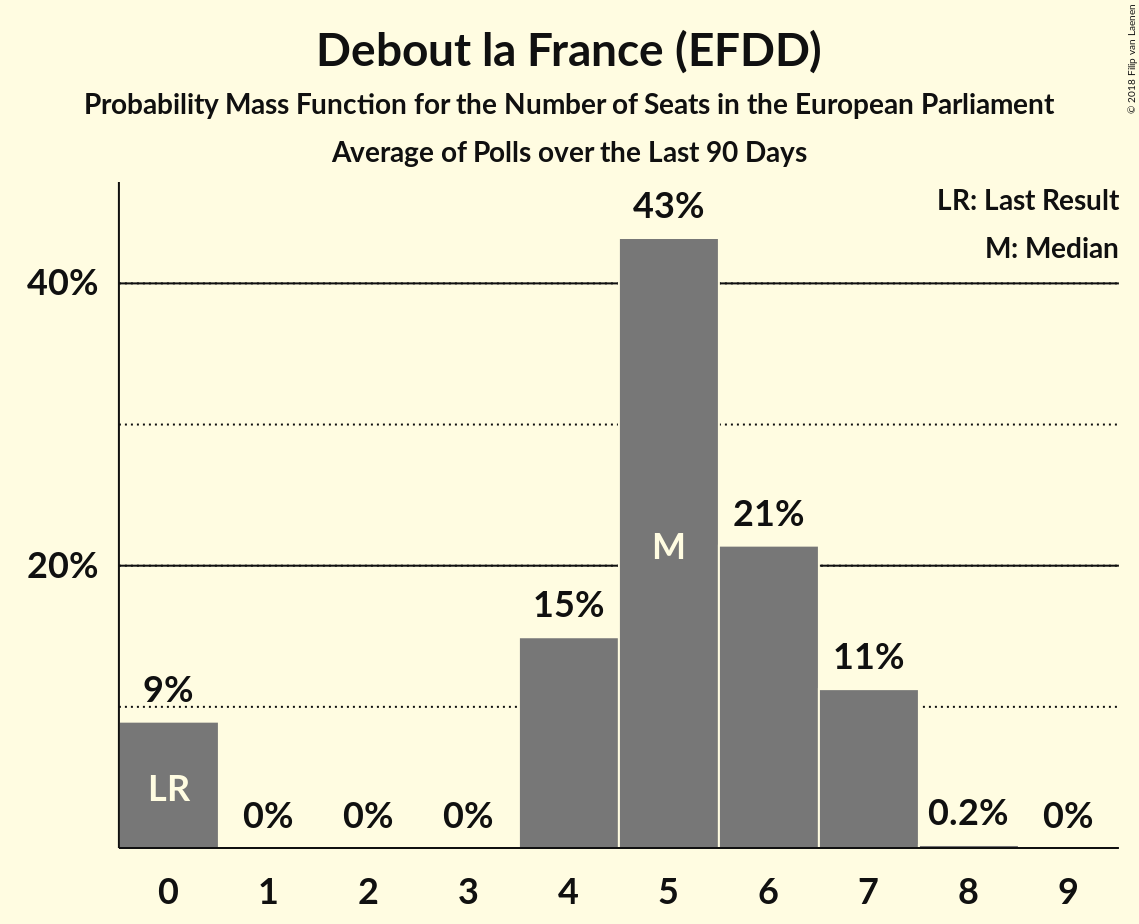 Debout la France (EFDD)
Probability Mass Function for the Number of Seats in the European Parliament
Average of Polls over the Last 90 Days
© 2018 Filip van Laenen
LR: Last Result
M: Median
43%
40%
21%
M
20%
15%
11%
9%
LR
0%
0%
0%
0.2%
0%
0 1 2 3 4 5 6 7 8 9